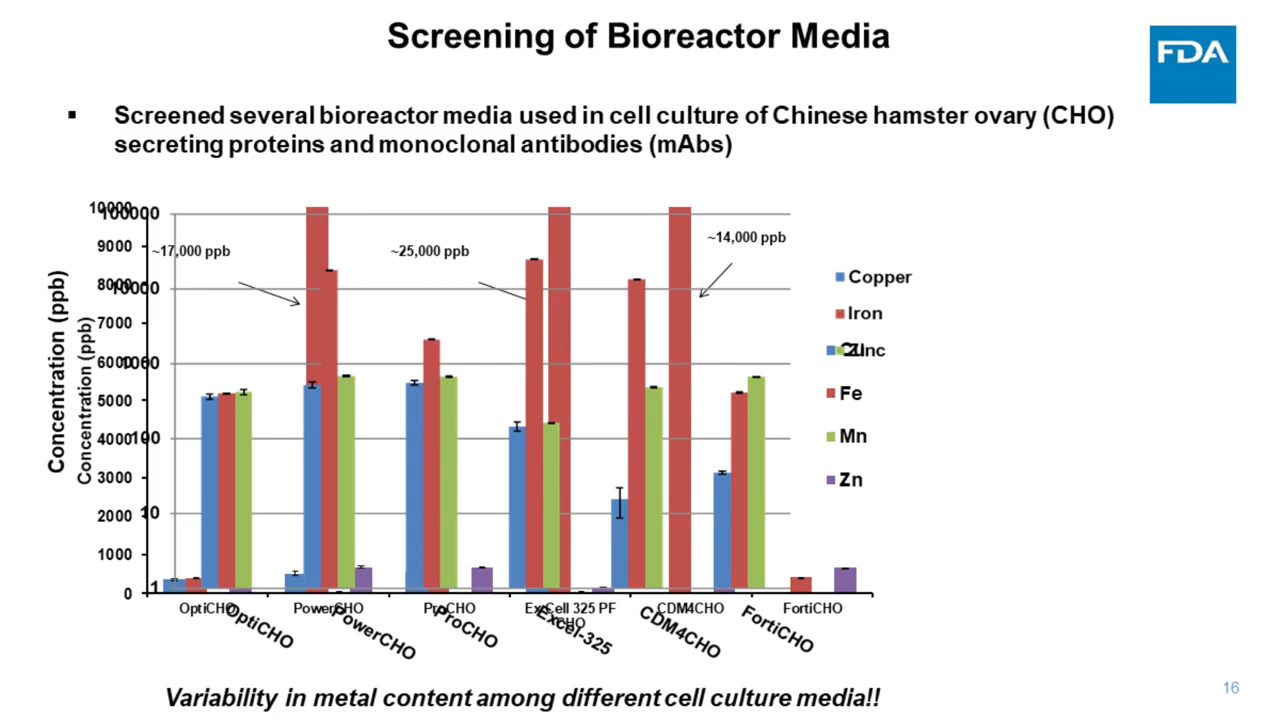 Screening of Bioreactor Media
FDA
▪ Screened several bioreactor media used in cell culture of Chinese hamster ovary (CHO)
secreting proteins and monoclonal antibodies (mAbs)
10000
100000
~14,000 ppb
9000
~17,000 ppb
~25,000 ppb
8000
10000
7000
6000
1000
5000
4000
100
3000
2000
10
1000
1
0
Concentration (ppb)
Concentration (ppb)
Copper
Iron
Cu
Zinc
Fe
Mn
Zn
OptiCHO
PowerCHO
ProCHO
ExCell 325 PF
CHO
CDM4CHO
FortiCHO
OptiCHO
PowerCHO
ProCHO
Excel-325
CDM4CHO
FortiCHO
Variability in metal content among different cell culture media!!
16